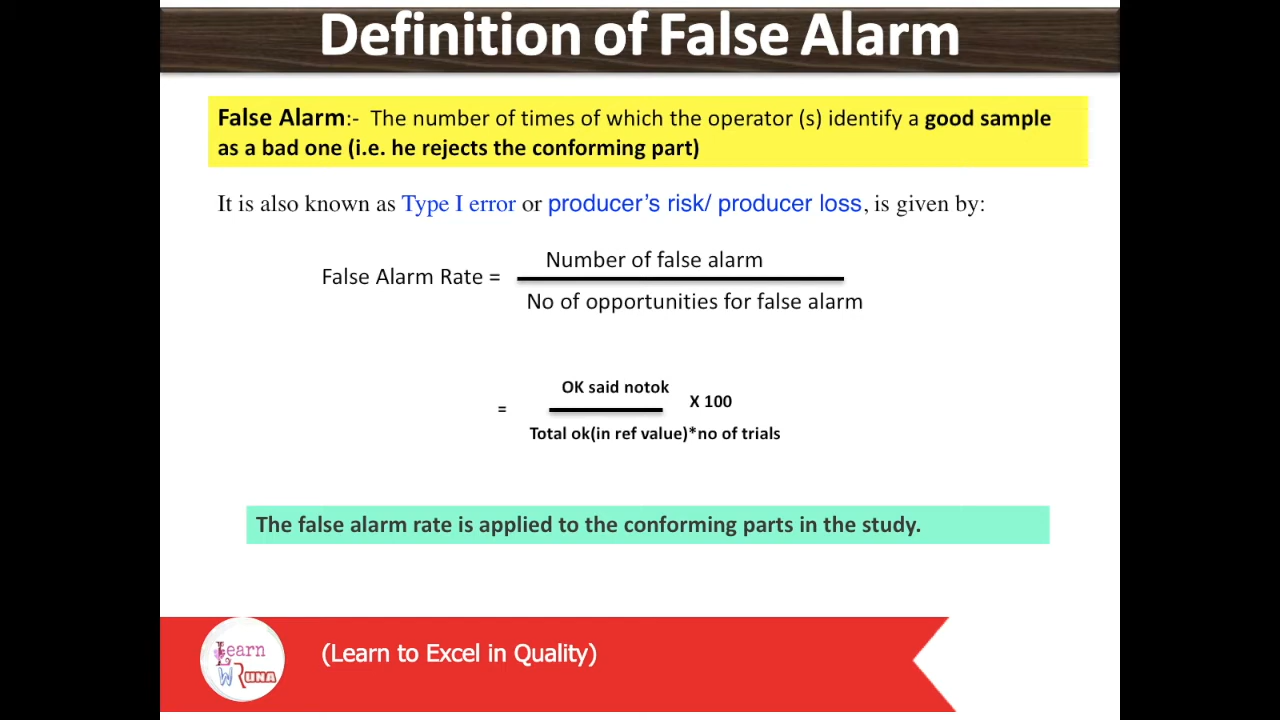 Definition of False Alarm
False Alarm:- The number of times of which the operator (s) identify a good sample
as a bad one (i.e. he rejects the conforming part)
It is also known as Type I error or producer's risk/ producer loss, is given by:
Number of false alarm
False Alarm Rate =
No of opportunities for false alarm
OK said notok
= X 100
Total ok(in ref value)*no of trials
The false alarm rate is applied to the conforming parts in the study.
(Learn to Excel in Quality)
Learn
W RUNA